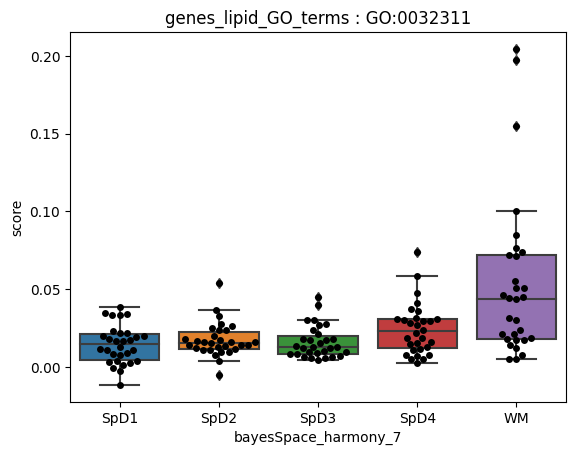 genes_lipid_GO_terms : GO:0032311
0.20
0.15
0.10
0.05
0.00
score
SpD1 SpD2 SpD3 SpD4 WM
bayesSpace_harmony_7